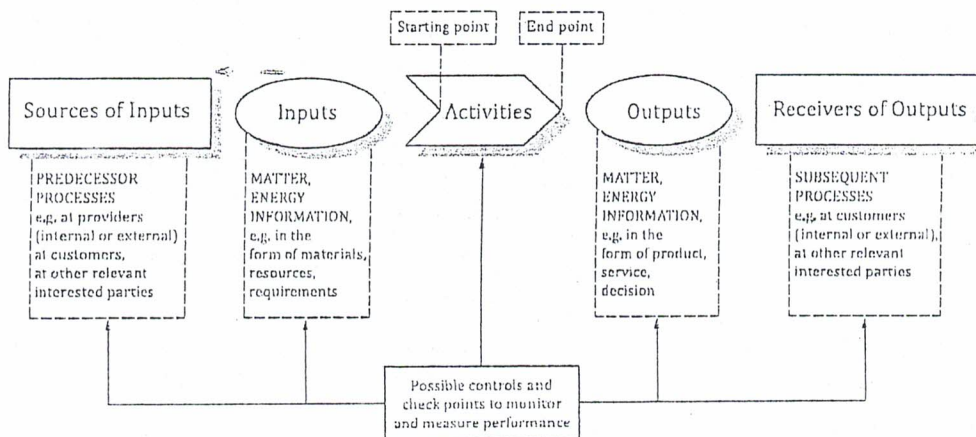 Starting point
End point
Sources of Inputs
Inputs
Activities
Outputs
Receivers of Outputs
PREDECESSOR
PROCESSES
e.g. at providers
(internal or external)
at customers,
at other relevant
interested parties
MATTER,
ENERGY
INFORMATION,
e.g. in the
form of materials,
resources,
requirements
MATTER,
ENERGY
INFORMATION,
e.g. in the
form of product,
service,
decision
SUBSEQUENT
PROCESSES
e.g. at customers
(internal or external),
at other relevant
interested parties
Possible controls and
check points to monitor
and measure performance